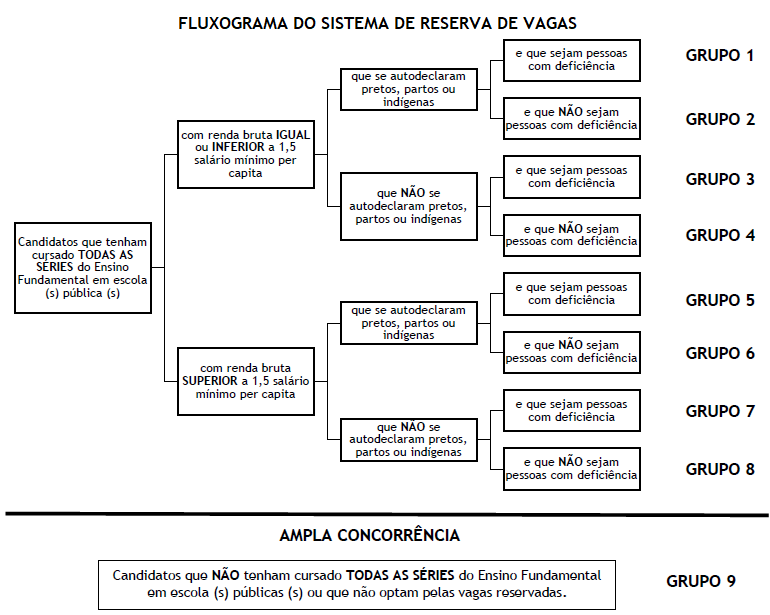 FLUXOGRAMA DO SISTEMA DE RESERVA DE VAGAS
e que sejam pessoas
com deficiência
GRUPO 1
que se autodeclaram
pretos, partos ou
indígenas
e que NÃO sejam
pessoas com deficiência
GRUPO 2
com renda bruta IGUAL
ou INFERIOR a 1,5
salário mínimo per
capita
e que sejam pessoas
com deficiência
GRUPO 3
que NÃO se
autodeclaram pretos,
partos ou indígenas
e que NÃO sejam
pessoas com deficiência
GRUPO 4
Candidatos que tenham
cursado TODAS AS
SÉRIES do Ensino
Fundamental em escola
(s) pública (s)
e que sejam pessoas
com deficiência
GRUPO 5
que se autodeclaram
pretos, partos ou
indígenas
e que NÃO sejam
pessoas com deficiência
GRUPO 6
com renda bruta
SUPERIOR a 1,5 salário
mínimo per capita
e que sejam pessoas
com deficiência
GRUPO 7
que NÃO se
autodeclaram pretos,
partos ou indígenas
e que NÃO sejam
pessoas com deficiência
GRUPO 8
AMPLA CONCORRÊNCIA
Candidatos que NÃO tenham cursado TODAS AS SÉRIES do Ensino Fundamental
em escola (s) públicas (s) ou que não optam pelas vagas reservadas.
GRUPO 9